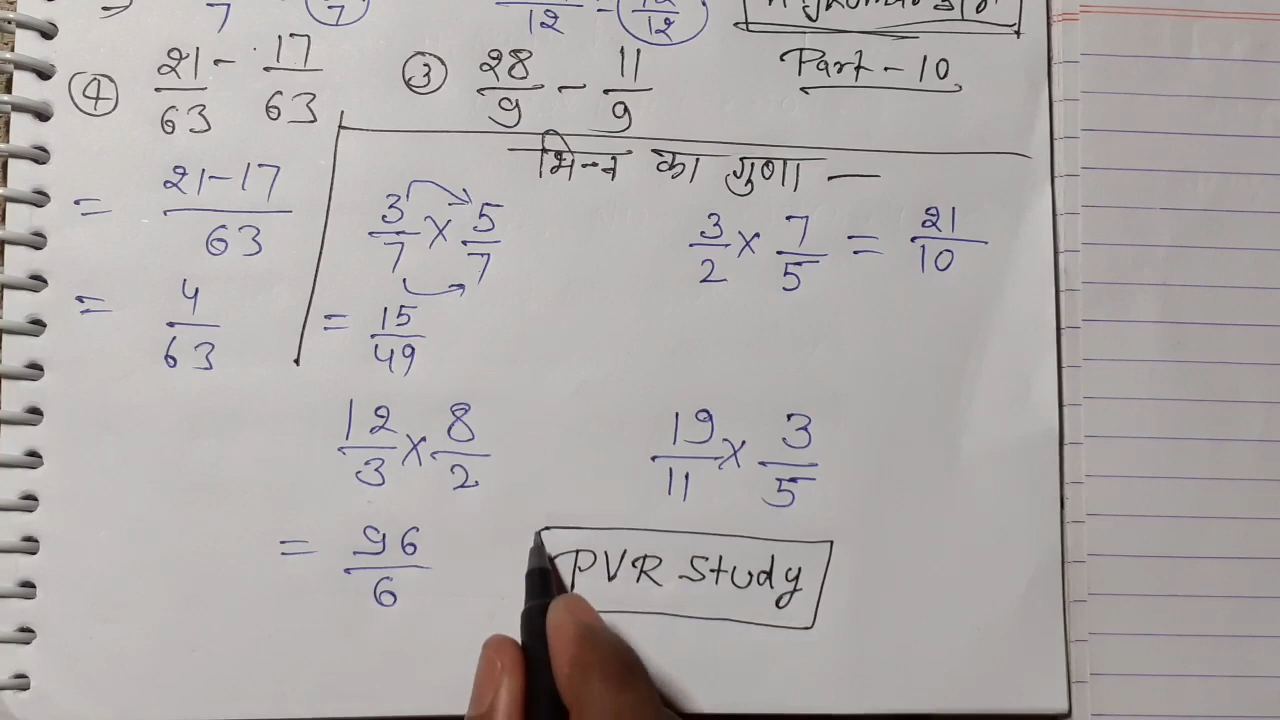 ④ 21/63 - 17/63
= 21-17/63
= 4/63
③ 28/9 - 11/9
Part - 10
भिन्न का गुणा —
3/7 × 5/7
= 15/49
3/2 × 7/5 = 21/10
12/3 × 8/2
= 96/6
19/11 × 3/5
PVR Study